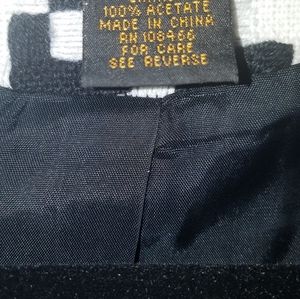 100% ACETATE
MADE IN CHINA
RN 108466
FOR CARE
SEE REVERSE